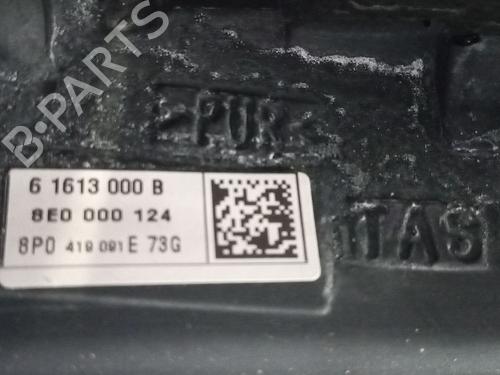 B-PARTS
>PUR<
6 1613 000 B
8E0 000 124
8P0 419 091 E 73G
TAS